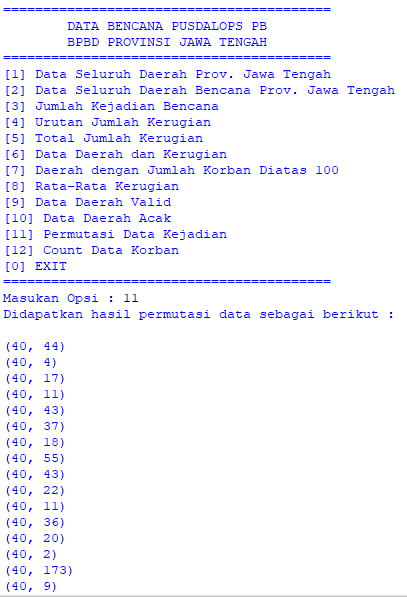 =========================================
DATA BENCANA PUSDALOPS PB
BPBD PROVINSI JAWA TENGAH
=========================================
[1] Data Seluruh Daerah Prov. Jawa Tengah
[2] Data Seluruh Daerah Bencana Prov. Jawa Tengah
[3] Jumlah Kejadian Bencana
[4] Urutan Jumlah Kerugian
[5] Total Jumlah Kerugian
[6] Data Daerah dan Kerugian
[7] Daerah dengan Jumlah Korban Diatas 100
[8] Rata-Rata Kerugian
[9] Data Daerah Valid
[10] Data Daerah Acak
[11] Permutasi Data Kejadian
[12] Count Data Korban
[0] EXIT
=========================================
Masukan Opsi : 11
Didapatkan hasil permutasi data sebagai berikut :
(40, 44)
(40, 4)
(40, 17)
(40, 11)
(40, 43)
(40, 37)
(40, 18)
(40, 55)
(40, 43)
(40, 22)
(40, 11)
(40, 36)
(40, 20)
(40, 2)
(40, 173)
(40, 9)